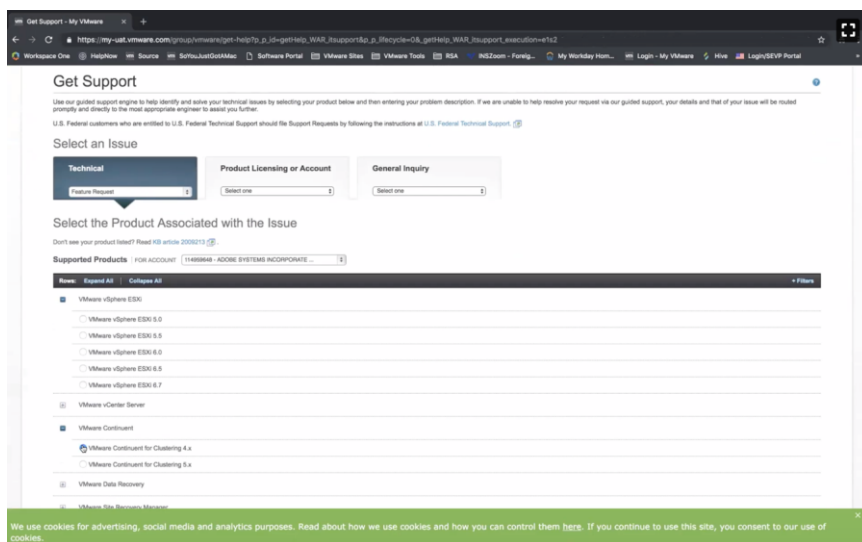 Get Support - My VMware
https://my-uat.vmware.com/group/vmware/get-help?p_p_id=getHelp_WAR_itsupport&p_p_lifecycle=0&_getHelp_WAR_itsupport_execution=e1s2
Workspace One HelpNow Source SoYouJustGotAMac Software Portal VMware Sites VMware Tools RSA INSZoom - Foreig... My Workday Hom... Login - My VMware Hive Login/SEVP Portal
Get Support
Use our guided support engine to help identify and solve your technical issues by selecting your product below and then entering your problem description. If we are unable to help resolve your request via our guided support, your details and that of your issue will be routed
promptly and directly to the most appropriate engineer to assist you further.
U.S. Federal customers who are entitled to U.S. Federal Technical Support should file Support Requests by following the instructions at U.S. Federal Technical Support.
Select an Issue
Technical Product Licensing or Account General Inquiry
Feature Request Select one Select one
Select the Product Associated with the Issue
Don't see your product listed? Read KB article 2009213 .
Supported Products FOR ACCOUNT 114959648 - ADOBE SYSTEMS INCORPORATE ...
Rows: Expand All Collapse All + Filters
VMware vSphere ESXi
VMware vSphere ESXi 5.0
VMware vSphere ESXi 5.5
VMware vSphere ESXi 6.0
VMware vSphere ESXi 6.5
VMware vSphere ESXi 6.7
VMware vCenter Server
VMware Continuent
VMware Continuent for Clustering 4.x
VMware Continuent for Clustering 5.x
VMware Data Recovery
VMware Site Recovery Manager
We use cookies for advertising, social media and analytics purposes. Read about how we use cookies and how you can control them here. If you continue to use this site, you consent to our use of
cookies.